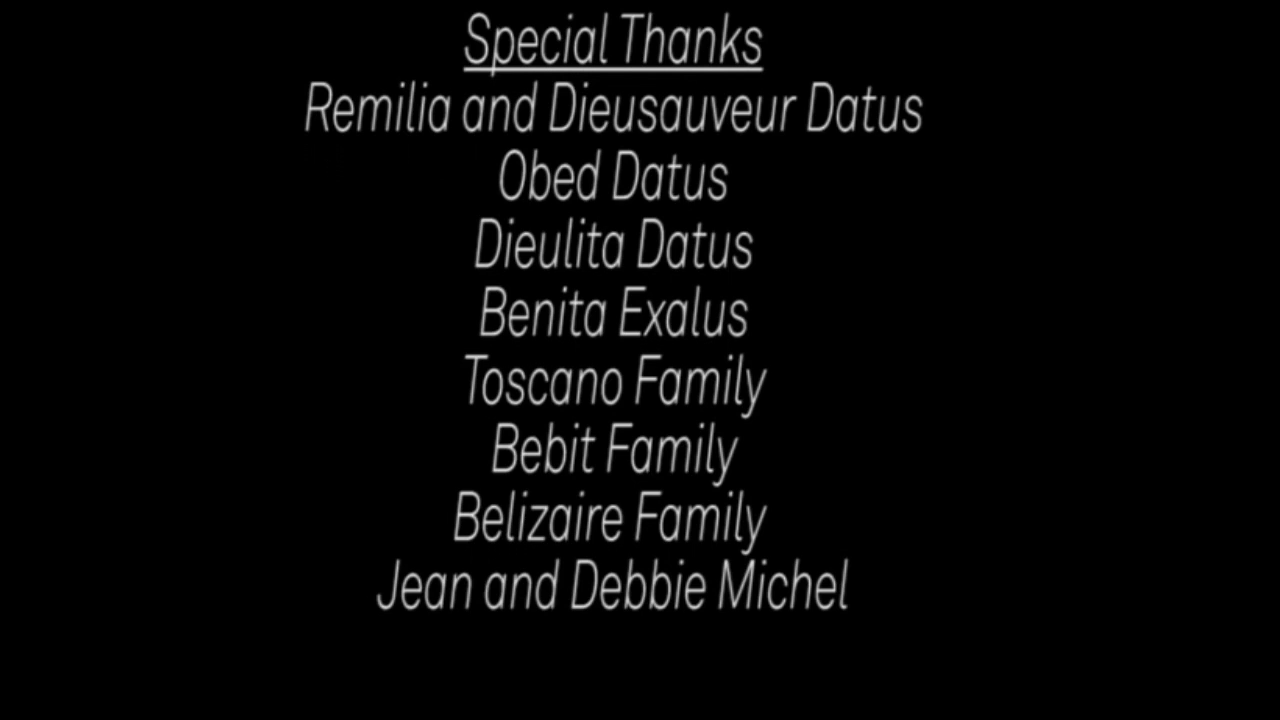 Special Thanks
Remilia and Dieusauveur Datus
Obed Datus
Dieulita Datus
Benita Exalus
Toscano Family
Bebit Family
Belizaire Family
Jean and Debbie Michel